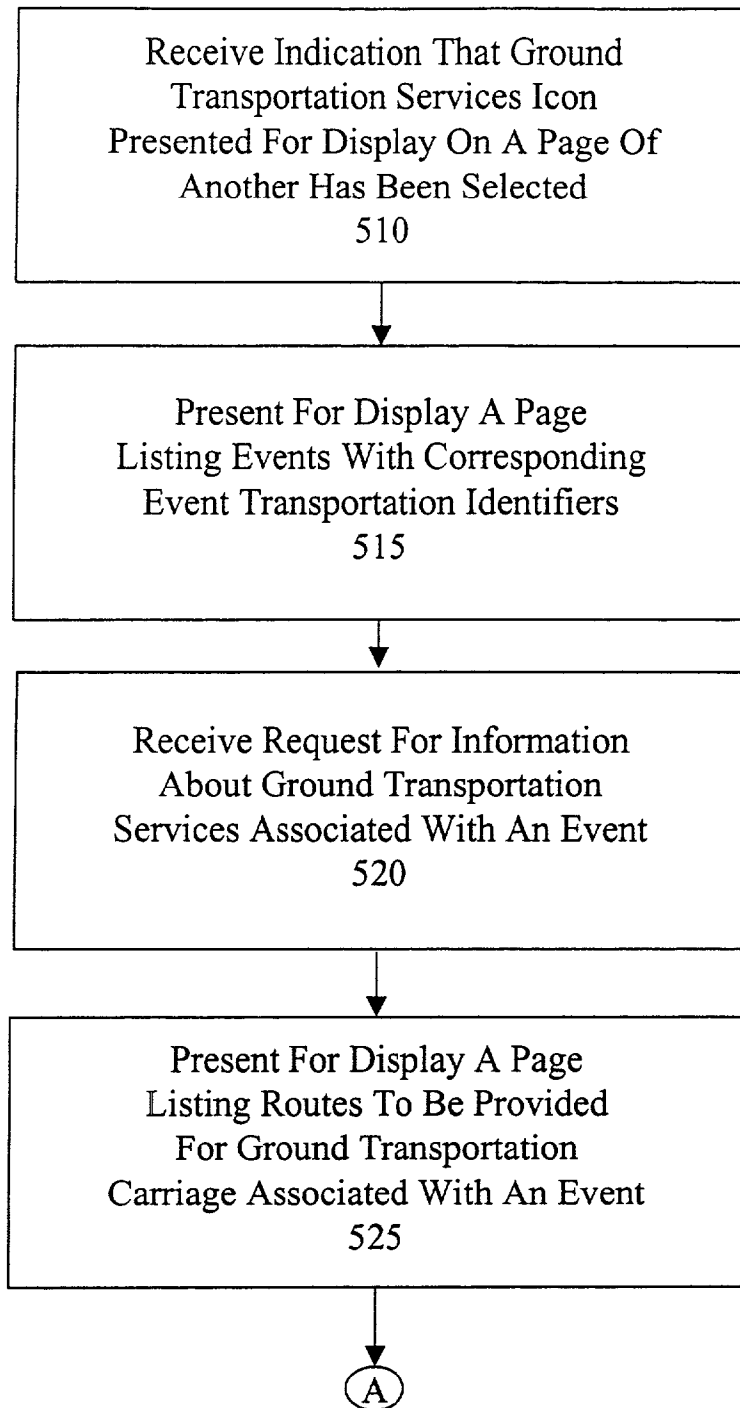 Receive Indication That Ground
Transportation Services Icon
Presented For Display On A Page Of
Another Has Been Selected
510
Present For Display A Page
Listing Events With Corresponding
Event Transportation Identifiers
515
Receive Request For Information
About Ground Transportation
Services Associated With An Event
520
Present For Display A Page
Listing Routes To Be Provided
For Ground Transportation
Carriage Associated With An Event
525
A